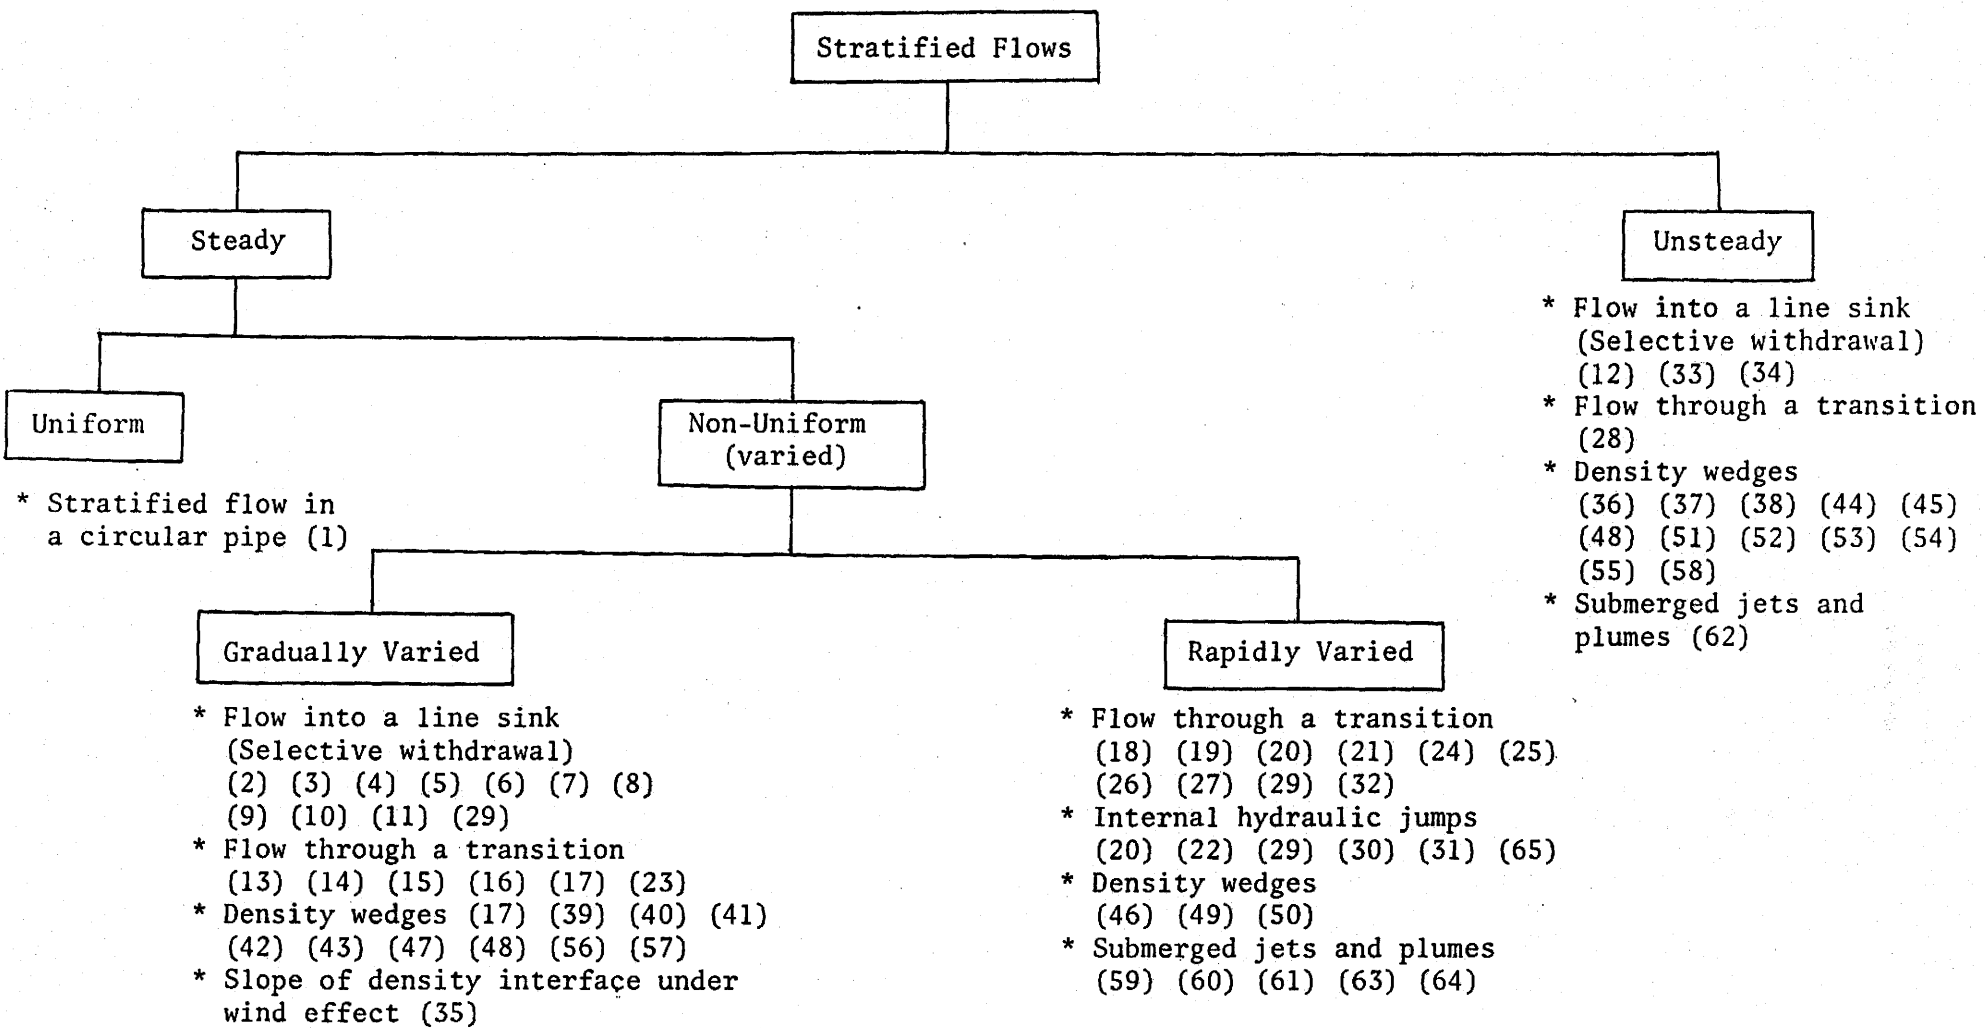 Stratified Flows
Steady
Unsteady
* Flow into a line sink
(Selective withdrawal)
(12) (33) (34)
* Flow through a transition
(28)
* Density wedges
(36) (37) (38) (44) (45)
(48) (51) (52) (53) (54)
(55) (58)
* Submerged jets and
plumes (62)
Uniform
* Stratified flow in
a circular pipe (1)
Non-Uniform
(varied)
Gradually Varied
* Flow into a line sink
(Selective withdrawal)
(2) (3) (4) (5) (6) (7) (8)
(9) (10) (11) (29)
* Flow through a transition
(13) (14) (15) (16) (17) (23)
* Density wedges (17) (39) (40) (41)
(42) (43) (47) (48) (56) (57)
* Slope of density interface under
wind effect (35)
Rapidly Varied
* Flow through a transition
(18) (19) (20) (21) (24) (25)
(26) (27) (29) (32)
* Internal hydraulic jumps
(20) (22) (29) (30) (31) (65)
* Density wedges
(46) (49) (50)
* Submerged jets and plumes
(59) (60) (61) (63) (64)